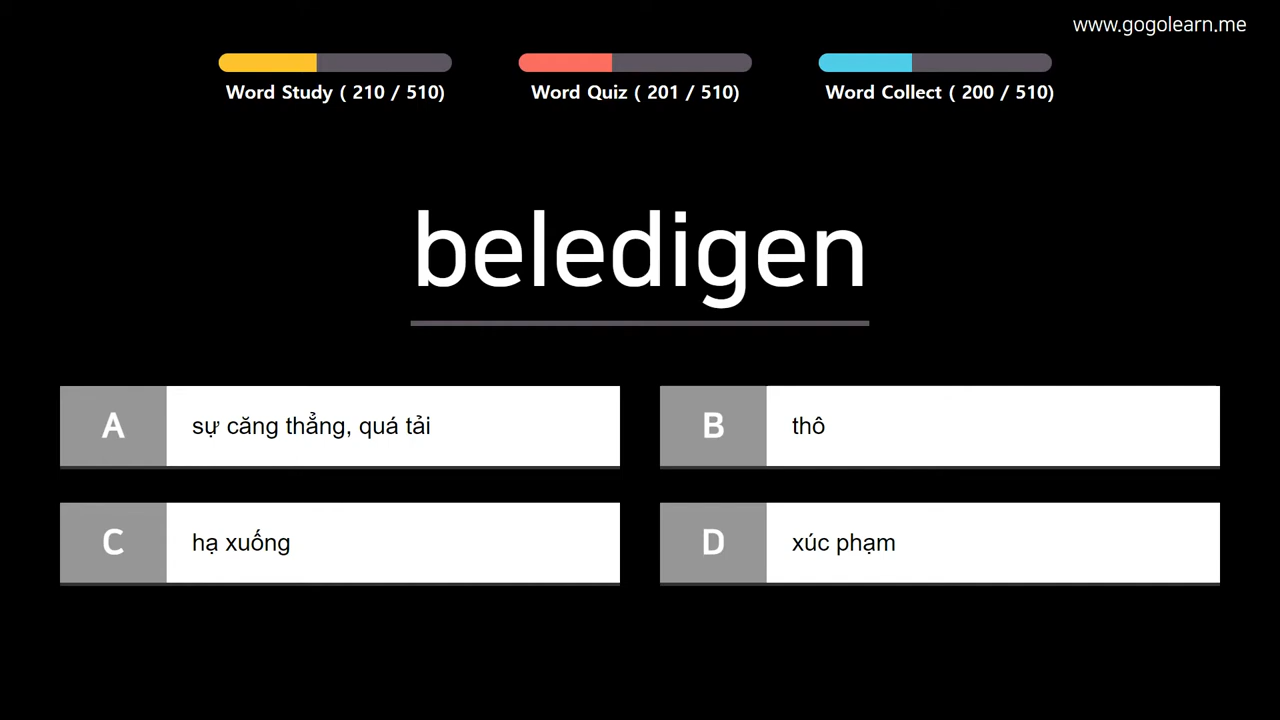 www.gogolearn.me
Word Study ( 210 / 510)
Word Quiz ( 201 / 510)
Word Collect ( 200 / 510)
beledigen
A
sự căng thẳng, quá tải
B
thô
C
hạ xuống
D
xúc phạm